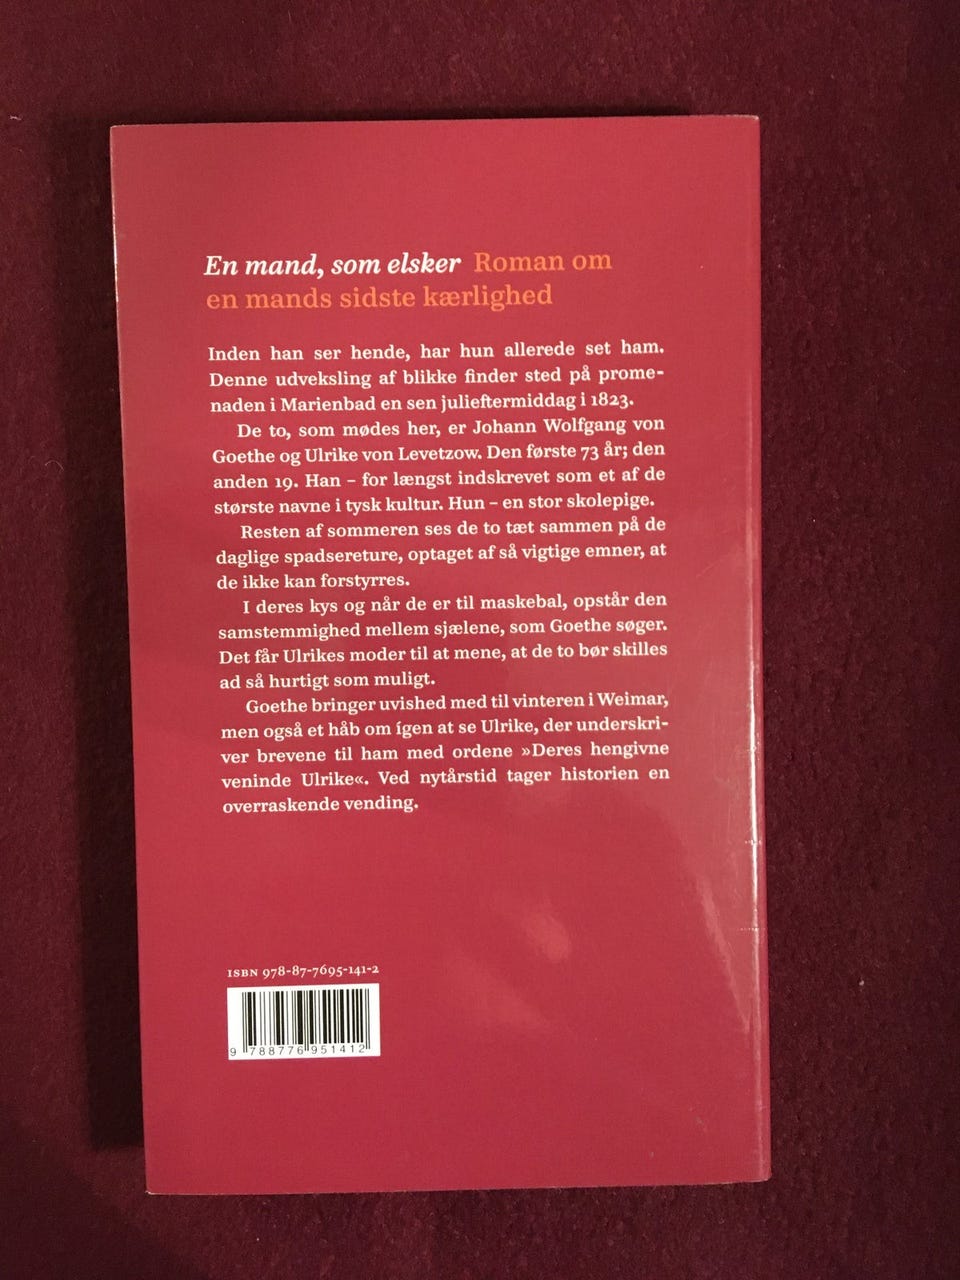 En mand, som elsker Roman om
en mands sidste kærlighed
Inden han ser hende, har hun allerede set ham.
Denne udveksling af blikke finder sted på prome-
naden i Marienbad en sen julieftermiddag i 1823.
De to, som mødes her, er Johann Wolfgang von
Goethe og Ulrike von Levetzow. Den første 73 år; den
anden 19. Han – for længst indskrevet som et af de
største navne i tysk kultur. Hun – en stor skolepige.
Resten af sommeren ses de to tæt sammen på de
daglige spadsereture, optaget af så vigtige emner, at
de ikke kan forstyrres.
I deres kys og når de er til maskebal, opstår den
samstemmighed mellem sjælene, som Goethe søger.
Det får Ulrikes moder til at mene, at de to bør skilles
ad så hurtigt som muligt.
Goethe bringer uvished med til vinteren i Weimar,
men også et håb om ígen at se Ulrike, der underskri-
ver brevene til ham med ordene »Deres hengivne
veninde Ulrike«. Ved nytårstid tager historien en
overraskende vending.
ISBN 978-87-7695-141-2
9 788776 951412